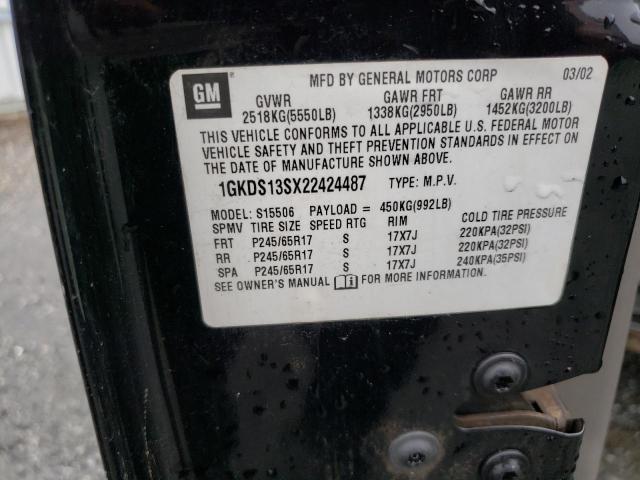 GM MFD BY GENERAL MOTORS CORP 03/02
GVWR GAWR FRT GAWR RR
2518KG(5550LB) 1338KG(2950LB) 1452KG(3200LB)
THIS VEHICLE CONFORMS TO ALL APPLICABLE U.S. FEDERAL MOTOR
VEHICLE SAFETY AND THEFT PREVENTION STANDARDS IN EFFECT ON
THE DATE OF MANUFACTURE SHOWN ABOVE.
1GKDS13SX22424487 TYPE: M.P.V.
MODEL: S15506 PAYLOAD = 450KG(992LB)
SPMV TIRE SIZE SPEED RTG RIM COLD TIRE PRESSURE
FRT P245/65R17 S 17X7J 220KPA(32PSI)
RR P245/65R17 S 17X7J 220KPA(32PSI)
SPA P245/65R17 S 17X7J 240KPA(35PSI)
SEE OWNER'S MANUAL FOR MORE INFORMATION.